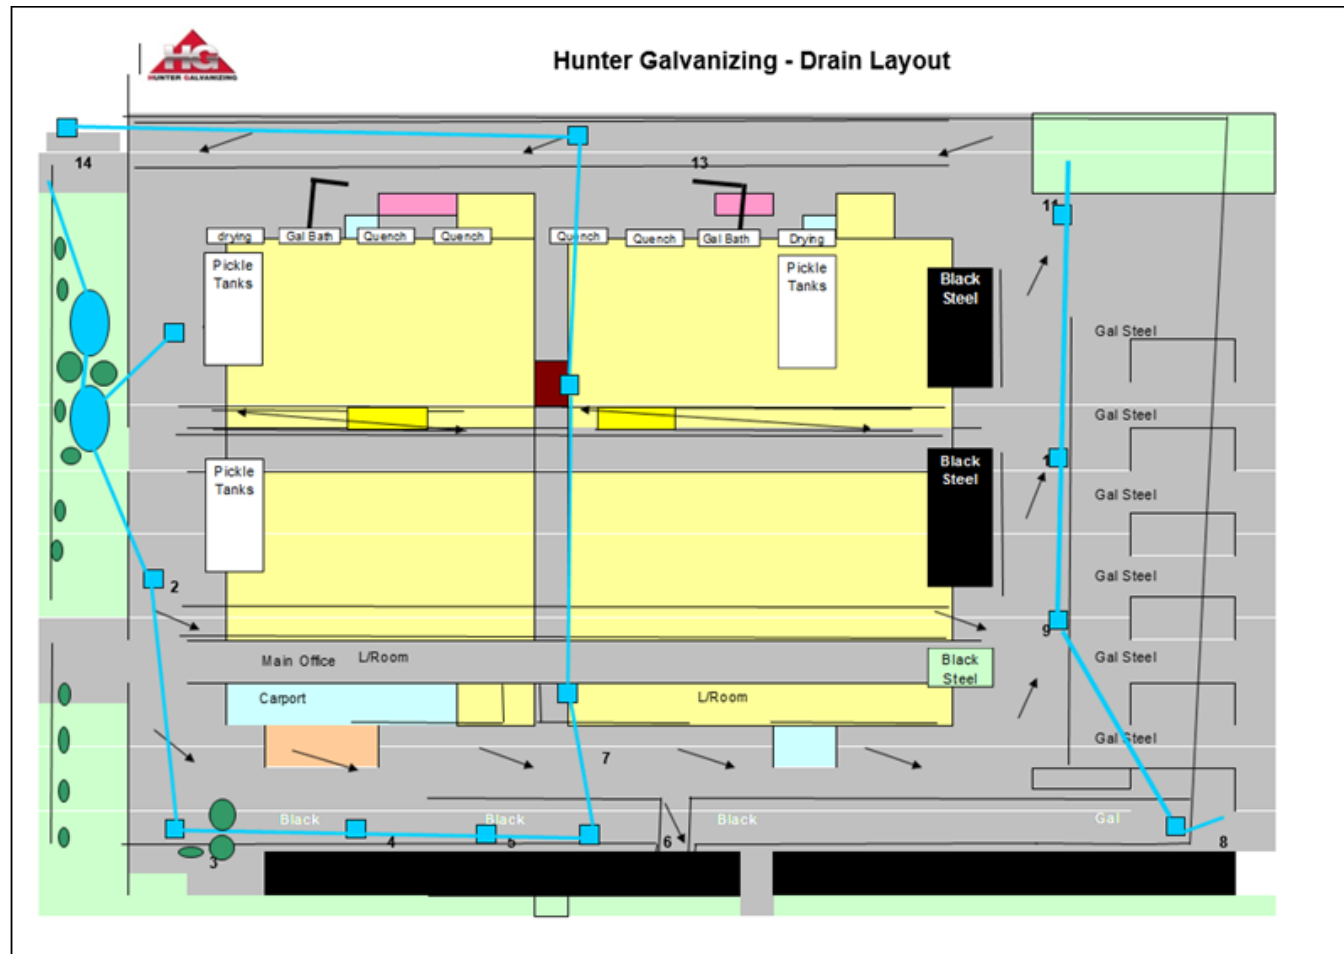 HG
HUNTER GALVANIZING
Hunter Galvanizing - Drain Layout
14
13
11
drying
Gal Bath
Quench
Quench
Quench
Quench
Gal Bath
Drying
Pickle
Tanks
Pickle
Tanks
Black
Steel
Gal Steel
Gal Steel
Pickle
Tanks
Black
Steel
1
Gal Steel
Gal Steel
2
9
Main Office
L/Room
Black
Steel
Gal Steel
Carport
L/Room
Gal Steel
7
Black
Black
Black
Gal
3
4
5
6
8